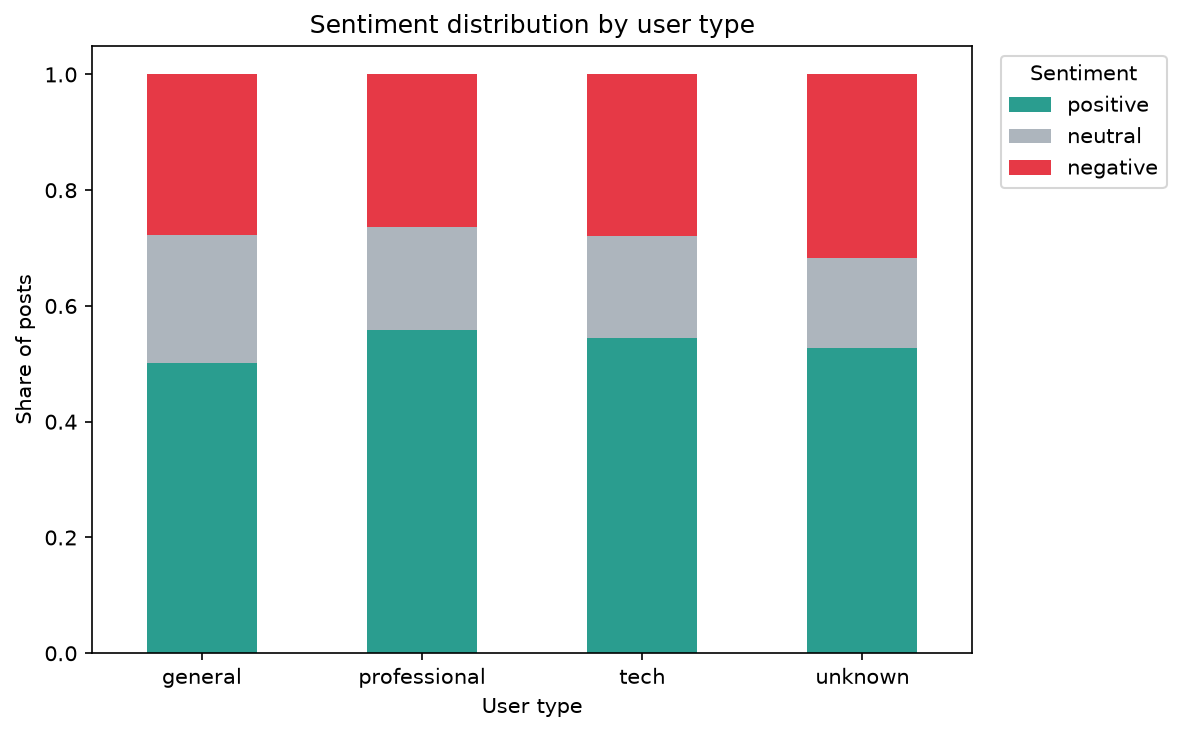 Sentiment distribution by user type
Share of posts
1.0
0.8
0.6
0.4
0.2
0.0
general
professional
tech
unknown
User type
Sentiment
positive
neutral
negative